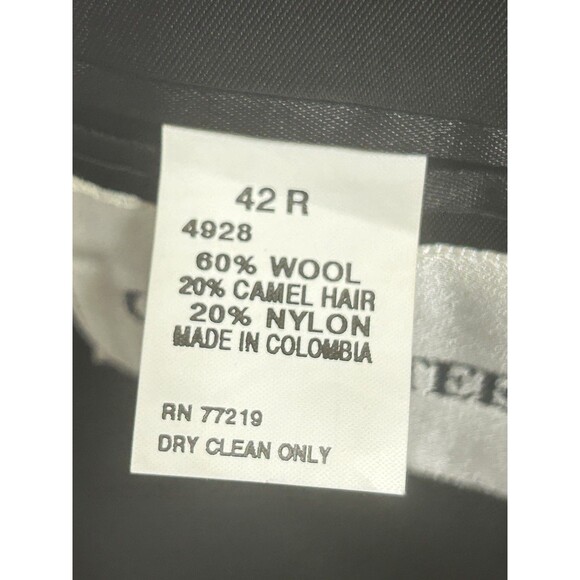 42 R
4928
60% WOOL
20% CAMEL HAIR
20% NYLON
MADE IN COLOMBIA
RN 77219
DRY CLEAN ONLY